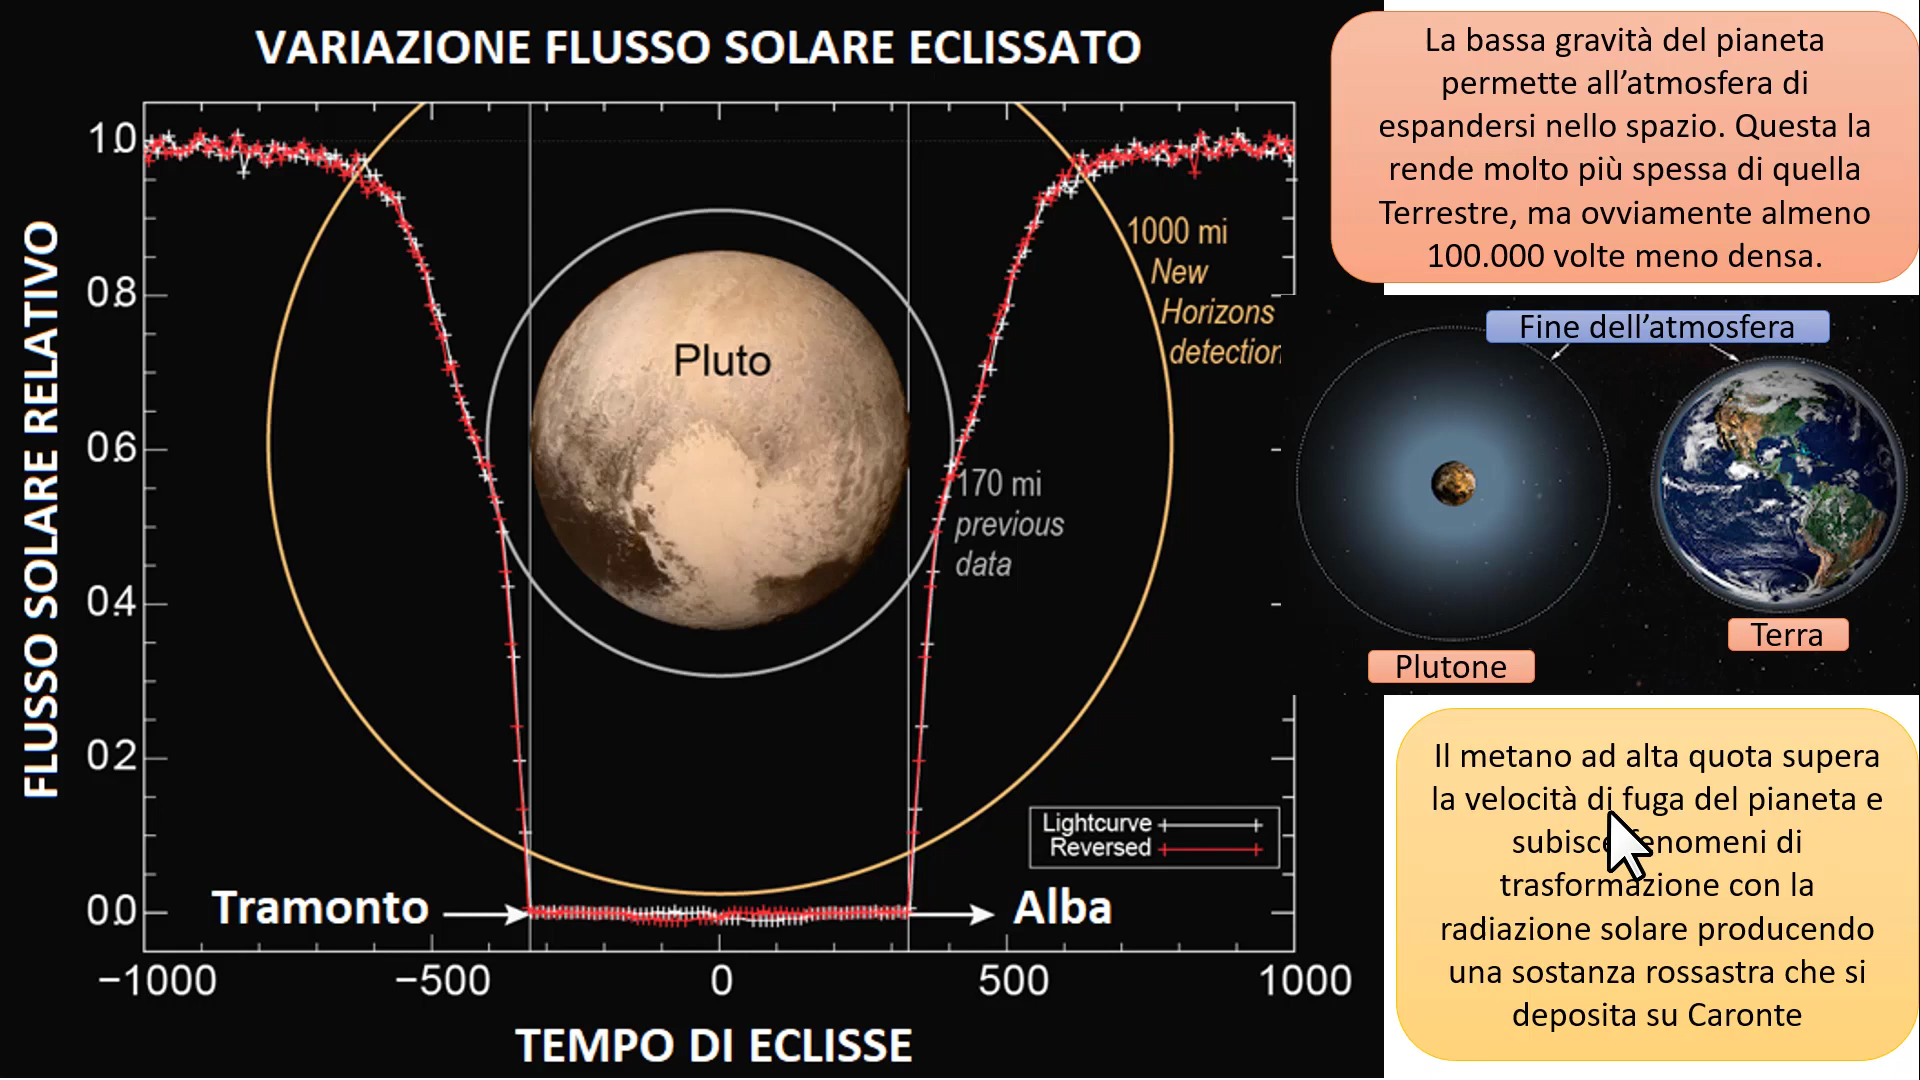 VARIAZIONE FLUSSO SOLARE ECLISSATO
FLUSSO SOLARE RELATIVO
1.0
0.8
0.6
0.4
0.2
0.0
1000 mi
New
Horizons
detection
Pluto
170 mi
previous
data
Lightcurve
Reversed
Tramonto
Alba
−1000
−500
0
500
1000
TEMPO DI ECLISSE
La bassa gravità del pianeta
permette all’atmosfera di
espandersi nello spazio. Questa la
rende molto più spessa di quella
Terrestre, ma ovviamente almeno
100.000 volte meno densa.
Fine dell’atmosfera
Terra
Plutone
Il metano ad alta quota supera
la velocità di fuga del pianeta e
subisce fenomeni di
trasformazione con la
radiazione solare producendo
una sostanza rossastra che si
deposita su Caronte